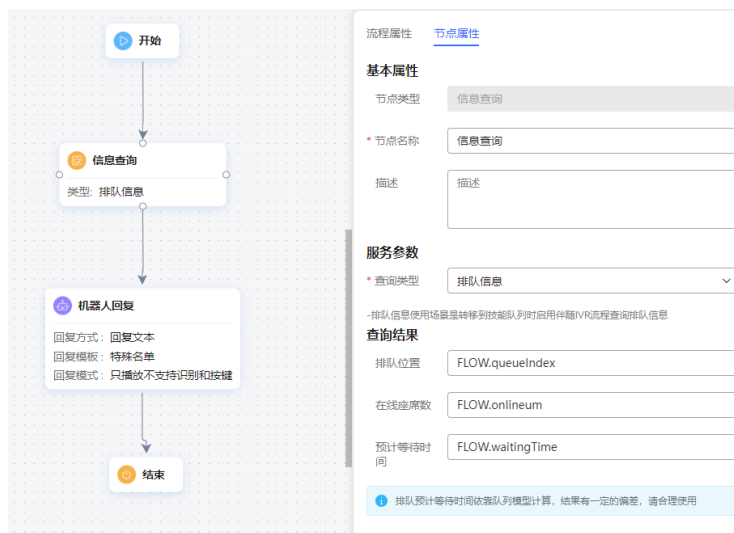 开始
信息查询
类型: 排队信息
机器人回复
回复方式: 回复文本
回复模板: 特殊名单
回复模式: 只播放不支持识别和按键
结束
流程属性 节点属性
基本属性
节点类型 信息查询
* 节点名称 信息查询
描述 描述
服务参数
* 查询类型 排队信息
-排队信息使用场景是转移到技能队列时启用伴随IVR流程查询排队信息
查询结果
排队位置 FLOW.queueIndex
在线座席数 FLOW.onlineum
预计等待时 FLOW.waitingTime
间
排队预计等待时间依靠队列模型计算，结果有一定的偏差，请合理使用